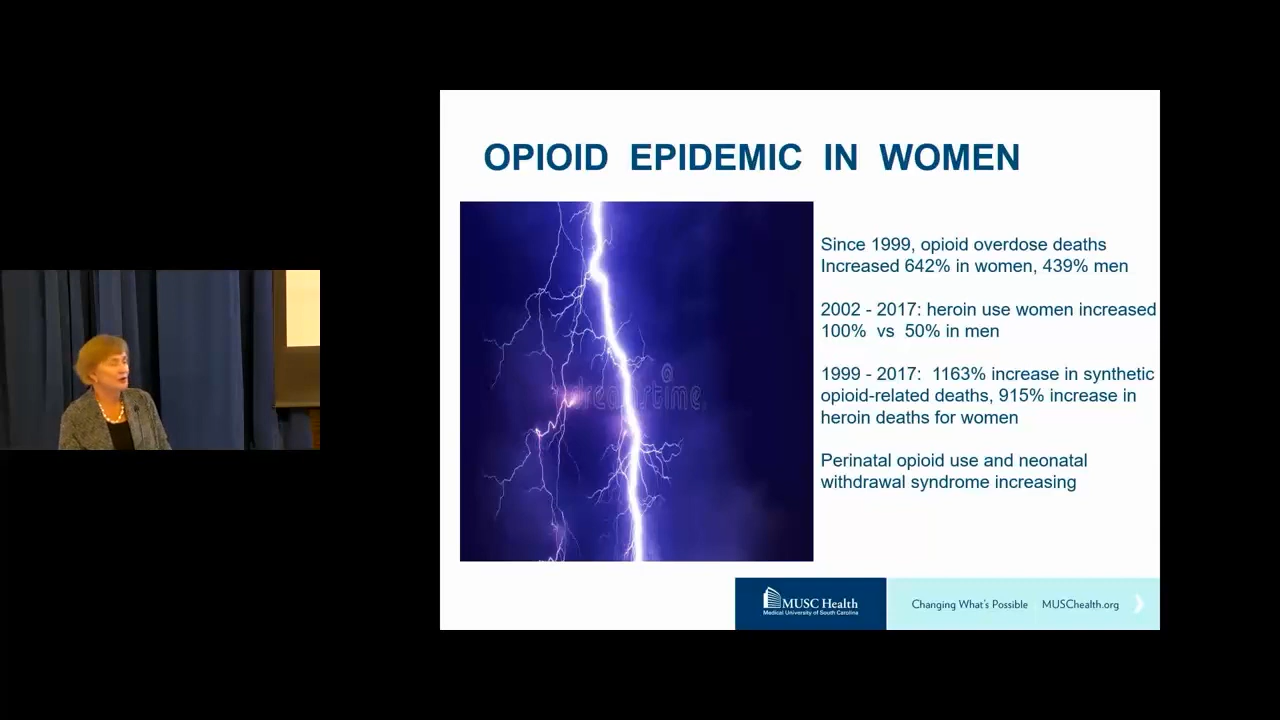 OPIOID EPIDEMIC IN WOMEN
Since 1999, opioid overdose deaths
Increased 642% in women, 439% men
2002 - 2017: heroin use women increased
100% vs 50% in men
1999 - 2017: 1163% increase in synthetic
opioid-related deaths, 915% increase in
heroin deaths for women
Perinatal opioid use and neonatal
withdrawal syndrome increasing
dreamstime.
MUSC Health
Medical University of South Carolina
Changing What's Possible MUSChealth.org